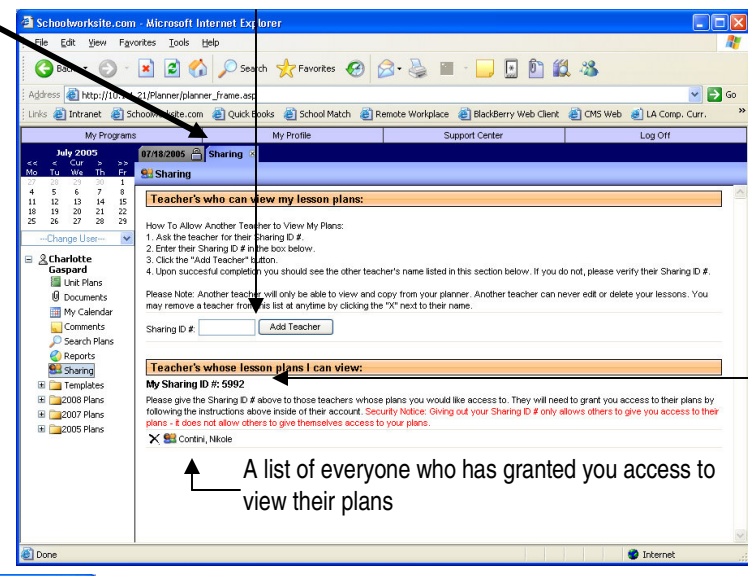 Schoolworksite.com - Microsoft Internet Explorer
File Edit View Favorites Tools Help
Search Favorites
Address http://10. 21/Planner/planner_frame.asp Go
Links Intranet Quick Books School Match Remote Workplace BlackBerry Web Client CMS Web LA Comp. Curr. »
My Programs My Profile Support Center Log Off
July 2005
<< < Cur > >>
Mo Tu We Th Fr
27 28 29 30 1
4 5 6 7 8
11 12 13 14 15
18 19 20 21 22
25 26 27 28 29
---Change User---
Charlotte
Gaspard
Unit Plans
Documents
My Calendar
Comments
Search Plans
Reports
Sharing
Templates
2008 Plans
2007 Plans
2005 Plans
07/18/2005 Sharing ×
Sharing
Teacher's who can view my lesson plans:
How To Allow Another Teacher to View My Plans:
1. Ask the teacher for their Sharing ID #.
2. Enter their Sharing ID # in the box below.
3. Click the "Add Teacher" button.
4. Upon succesful completion you should see the other teacher's name listed in this section below. If you do not, please verify their Sharing ID #.
Please Note: Another teacher will only be able to view and copy from your planner. Another teacher can never edit or delete your lessons. You
may remove a teacher from this list at anytime by clicking the "X" next to their name.
Sharing ID #: Add Teacher
Teacher's whose lesson plans I can view:
My Sharing ID #: 5992
Please give the Sharing ID # above to those teachers whose plans you would like access to. They will need to grant you access to their plans by
following the instructions above inside of their account. Security Notice: Giving out your Sharing ID # only allows others to give you access to their
plans - it does not allow others to give themselves access to your plans.
X Contini, Nikole
A list of everyone who has granted you access to
view their plans
Done Internet